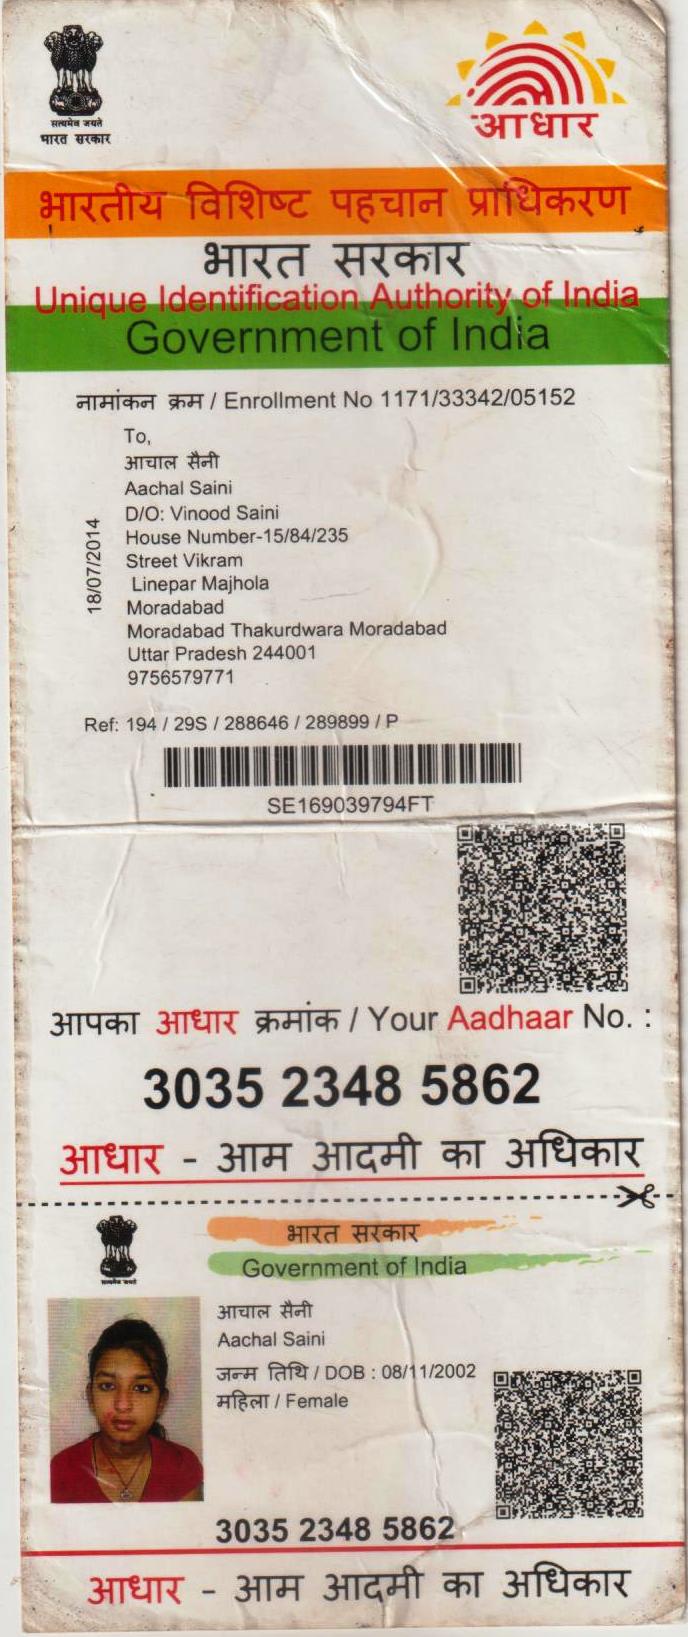 सत्यमेव जयते
भारत सरकार
आधार
भारतीय विशिष्ट पहचान प्राधिकरण
भारत सरकार
Unique Identification Authority of India
Government of India
नामांकन क्रम / Enrollment No 1171/33342/05152
To,
आचाल सैनी
Aachal Saini
D/O: Vinood Saini
House Number-15/84/235
Street Vikram
Linepar Majhola
Moradabad
Moradabad Thakurdwara Moradabad
Uttar Pradesh 244001
9756579771
18/07/2014
Ref: 194 / 29S / 288646 / 289899 / P
SE169039794FT
आपका आधार क्रमांक / Your Aadhaar No. :
3035 2348 5862
आधार - आम आदमी का अधिकार
भारत सरकार
Government of India
सत्यमेव जयते
आचाल सैनी
Aachal Saini
जन्म तिथि / DOB : 08/11/2002
महिला / Female
3035 2348 5862
आधार - आम आदमी का अधिकार